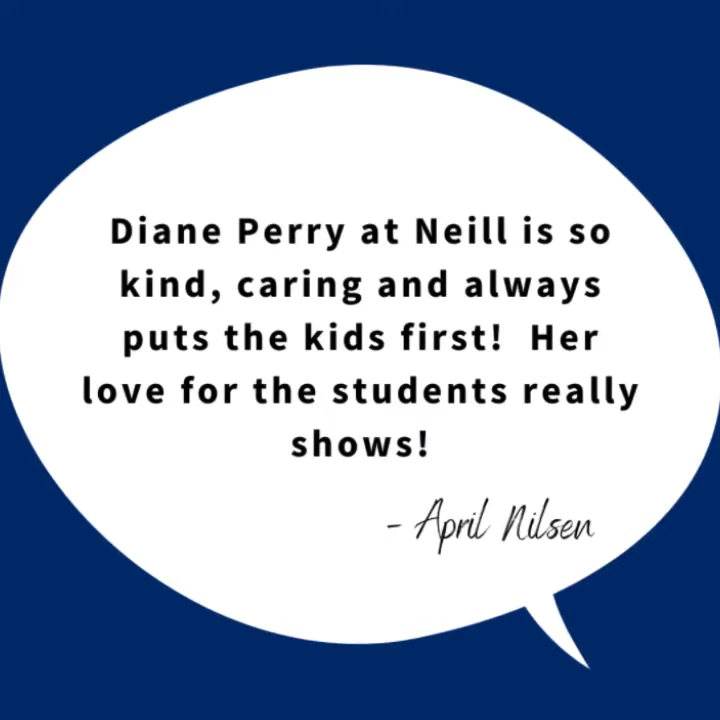 Diane Perry at Neill is so
kind, caring and always
puts the kids first!  Her
love for the students really
shows!
- April Nilsen